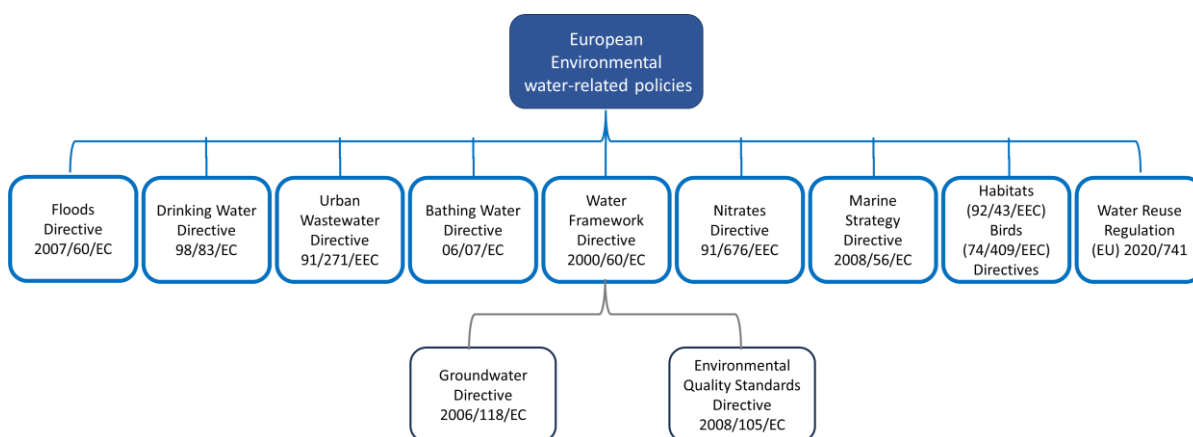 European
Environmental
water-related policies
Floods
Directive
2007/60/EC
Drinking Water
Directive
98/83/EC
Urban
Wastewater
Directive
91/271/EEC
Bathing Water
Directive
06/07/EC
Water
Framework
Directive
2000/60/EC
Nitrates
Directive
91/676/EEC
Marine
Strategy
Directive
2008/56/EC
Habitats
(92/43/EEC)
Birds
(74/409/EEC)
Directives
Water Reuse
Regulation
(EU) 2020/741
Groundwater
Directive
2006/118/EC
Environmental
Quality Standards
Directive
2008/105/EC